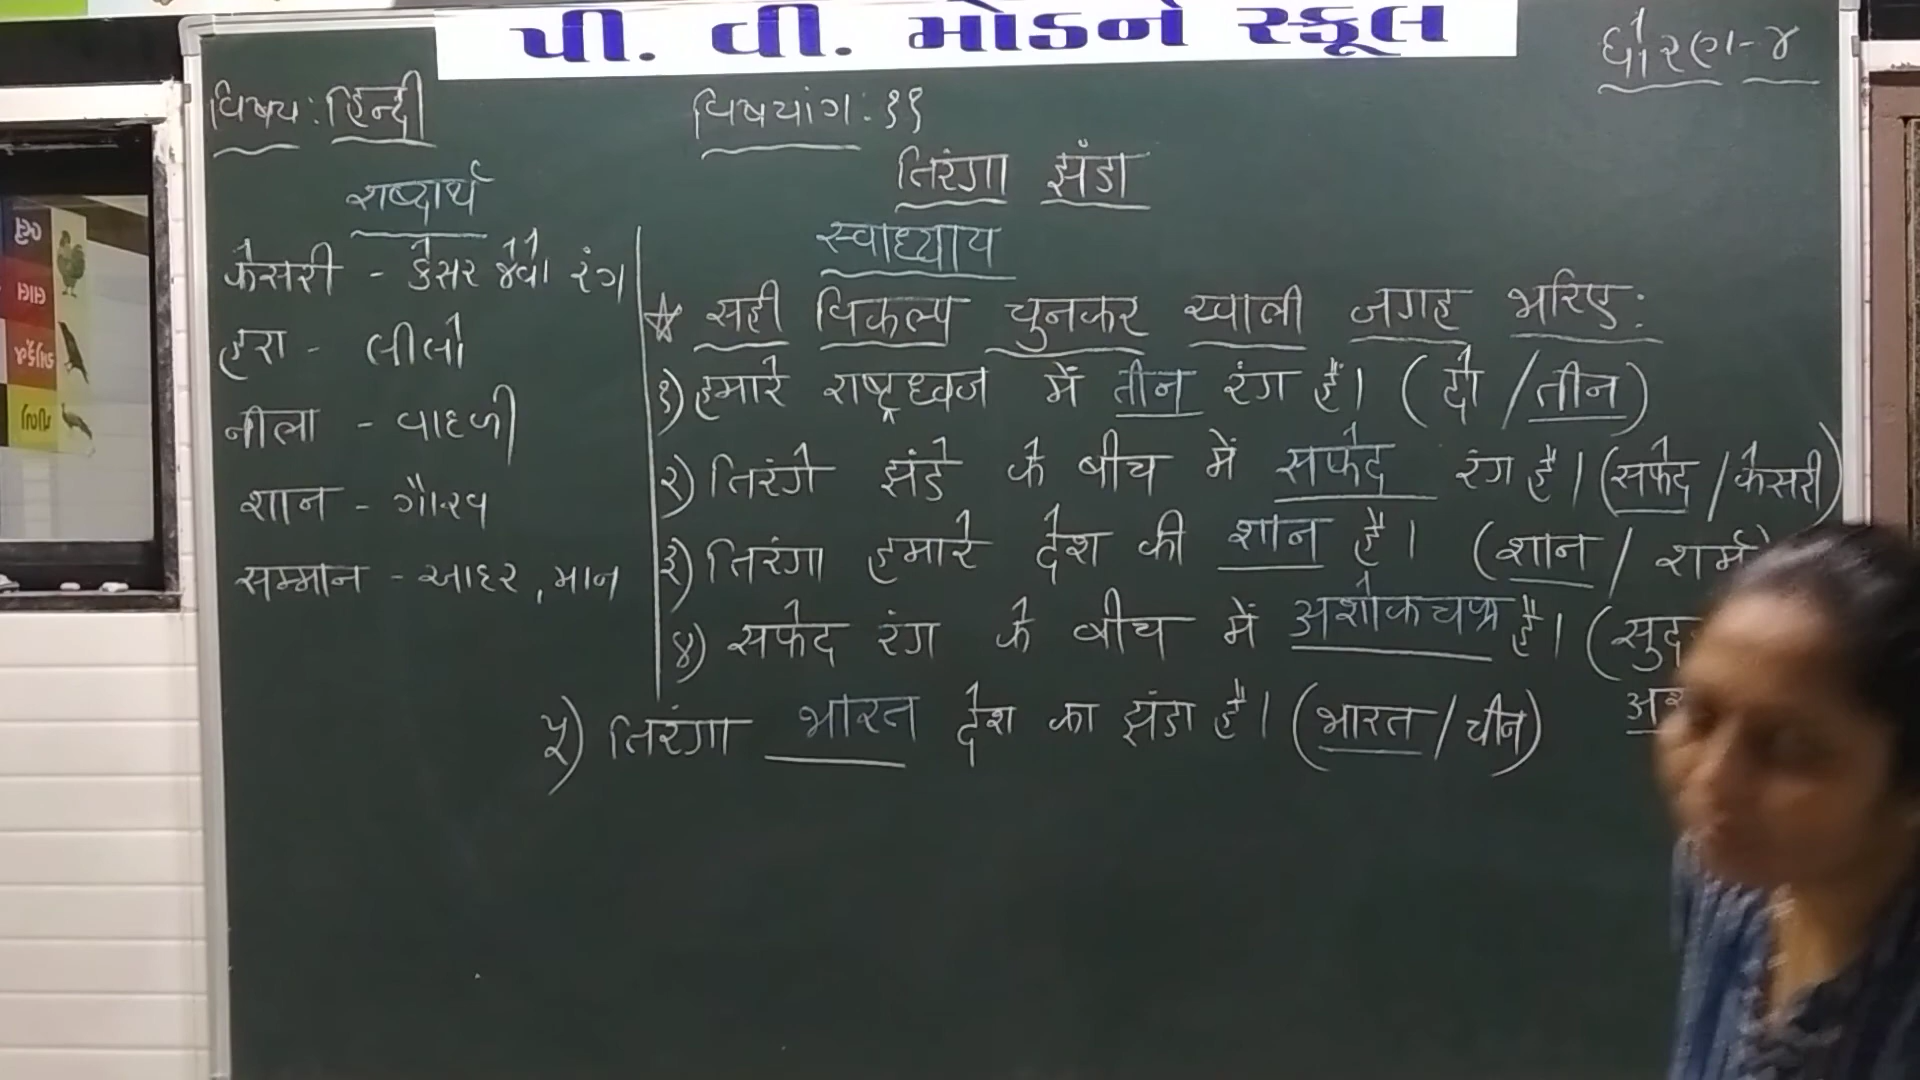 પી. વી. મોડર્ન સ્કૂલ
ધોરણ-૪
विषय: हिन्दी
विषयांग: ११
तिरंगा झंडा
शब्दार्थ
केसरी - કેસર જેવો રંગ
हरा - લીલો
नीला - વાદળી
शान - ગૌરવ
सम्मान - આદર, માન
स्वाध्याय
☆ सही विकल्प चुनकर खाली जगह भरिए:
१) हमारे राष्ट्रध्वज में तीन रंग हैं। (दो / तीन)
२) तिरंगे झंडे के बीच में सफेद रंग है। (सफेद / केसरी)
३) तिरंगा हमारे देश की शान है। (शान / शर्म)
४) सफेद रंग के बीच में अशोकचक्र है। (सुद
५) तिरंगा भारत देश का झंडा है। (भारत / चीन)